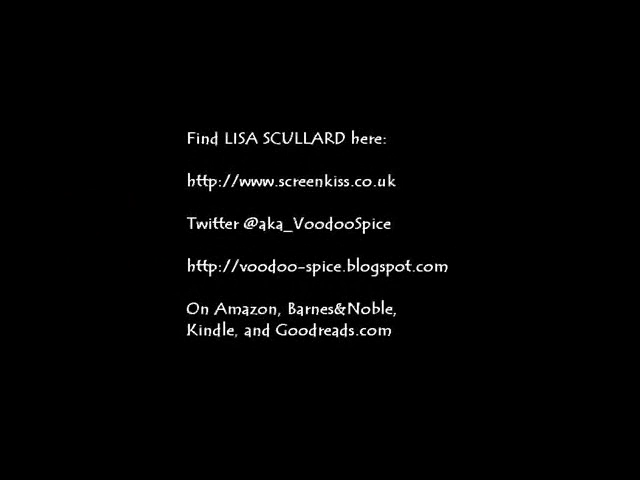 Find LISA SCULLARD here:
http://www.screenkiss.co.uk
Twitter @aka_VoodooSpice
http://voodoo-spice.blogspot.com
On Amazon, Barnes&Noble,
Kindle, and Goodreads.com